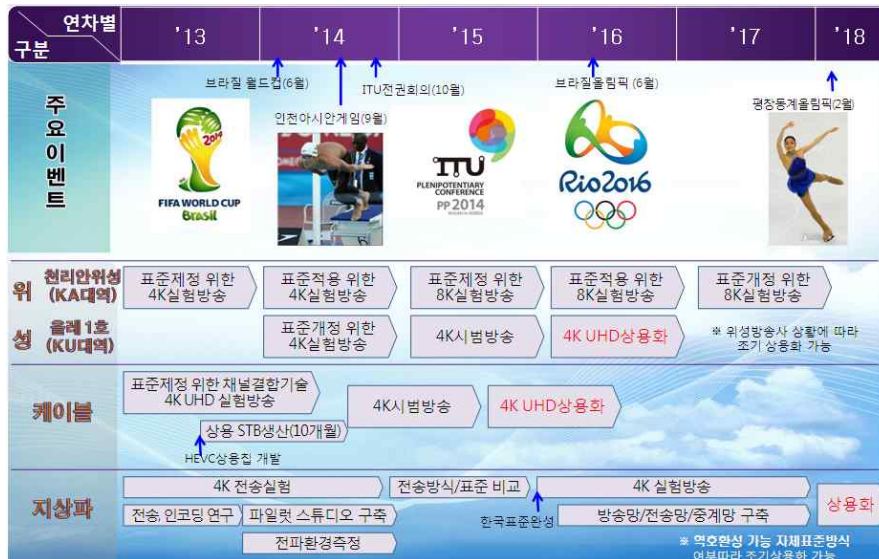 연차별
구분
'13
'14
'15
'16
'17
'18
주요이벤트
브라질 월드컵(6월)
인천아시안게임(9월)
ITU전권회의(10월)
브라질올림픽 (6월)
평창동계올림픽(2월)
2014
FIFA WORLD CUP
Brasil
ITU
PLENIPOTENTIARY
CONFERENCE
PP 2014
Rio2016
위성
천리안위성
(KA대역)
표준제정 위한
4K실험방송
표준적용 위한
4K실험방송
표준제정 위한
8K실험방송
표준적용 위한
8K실험방송
표준개정 위한
8K실험방송
올레 1호
(KU대역)
표준개정 위한
4K실험방송
4K시범방송
4K UHD상용화
※ 위성방송사 상황에 따라
조기 상용화 가능
케이블
표준제정 위한 채널결합기술
4K UHD 실험방송
4K시범방송
4K UHD상용화
상용 STB생산(10개월)
HEVC상용칩 개발
지상파
4K 전송실험
전송방식/표준 비교
4K 실험방송
상용화
전송, 인코딩 연구
파일럿 스튜디오 구축
한국표준완성
방송망/전송망/중계망 구축
전파환경측정
※ 역호환성 가능 자체표준방식
여부따라 조기상용화 가능